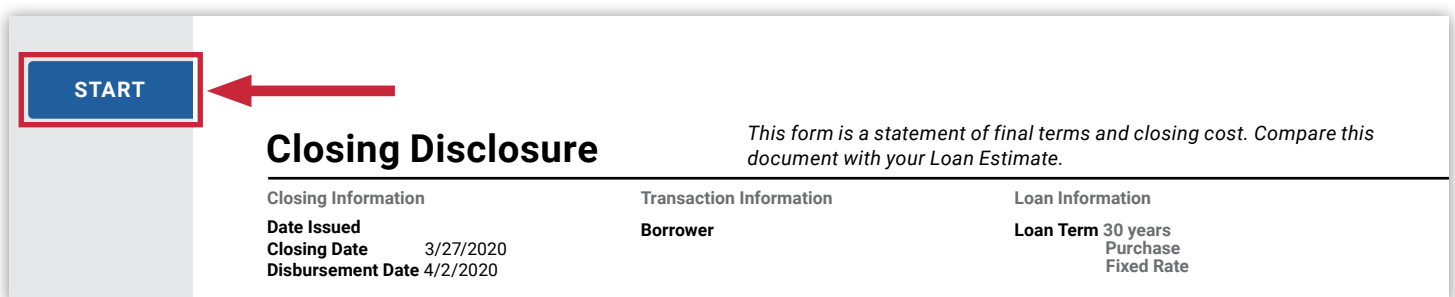 START
Closing Disclosure
This form is a statement of final terms and closing cost. Compare this
document with your Loan Estimate.
Closing Information
Transaction Information
Loan Information
Date Issued
Closing Date 3/27/2020
Disbursement Date 4/2/2020
Borrower
Loan Term 30 years
Purchase
Fixed Rate